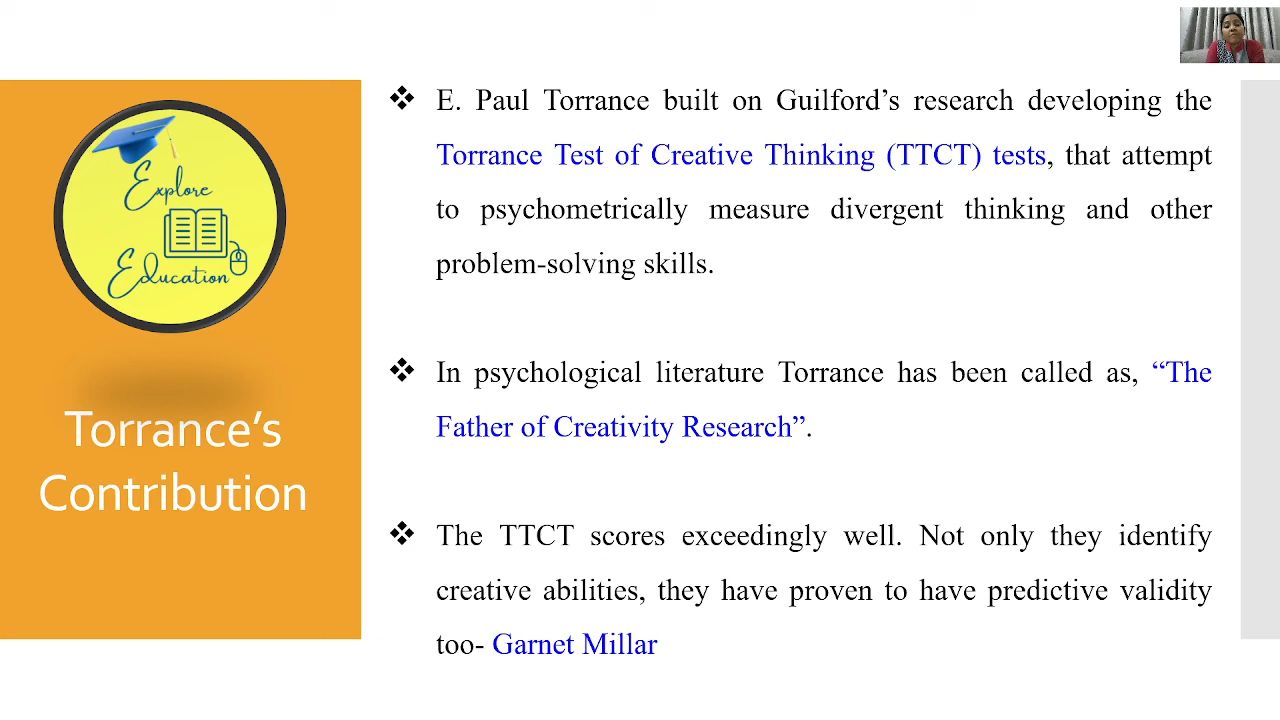 Explore
Education
Torrance's
Contribution
❖ E. Paul Torrance built on Guilford’s research developing the
Torrance Test of Creative Thinking (TTCT) tests, that attempt
to psychometrically measure divergent thinking and other
problem-solving skills.
❖ In psychological literature Torrance has been called as, “The
Father of Creativity Research”.
❖ The TTCT scores exceedingly well. Not only they identify
creative abilities, they have proven to have predictive validity
too- Garnet Millar